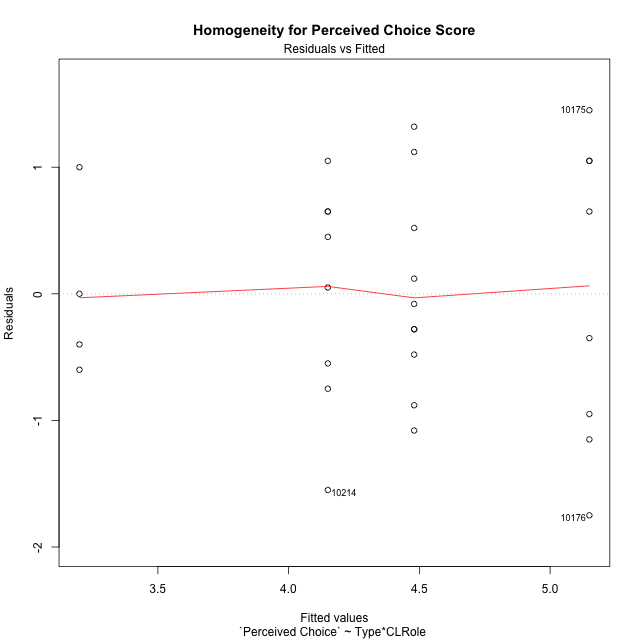 Homogeneity for Perceived Choice Score
Residuals vs Fitted
10175
1
0
Residuals
-1
10214
10176
-2
3.5 4.0 4.5 5.0
Fitted values
`Perceived Choice` ~ Type*CLRole